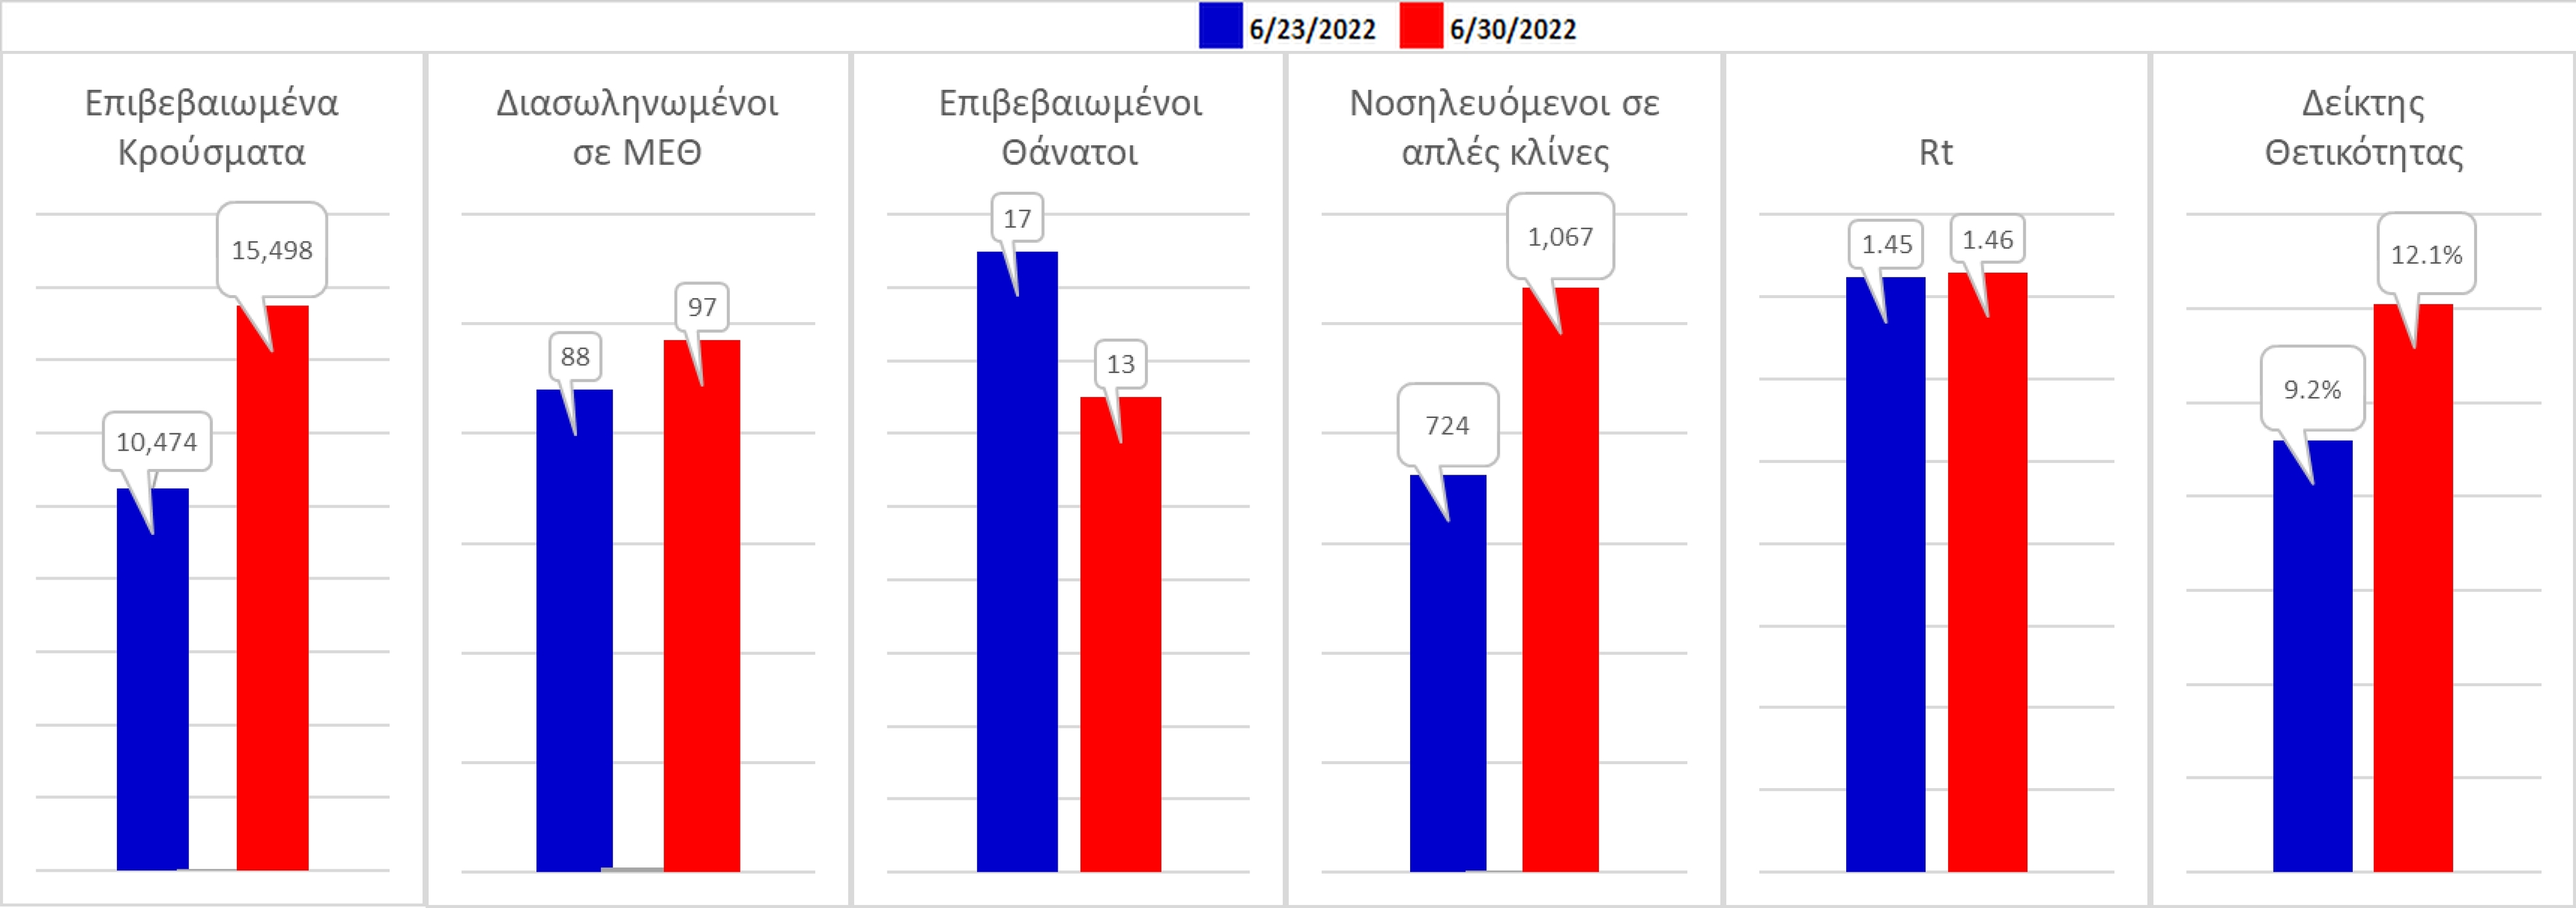 6/23/2022 6/30/2022
Επιβεβαιωμένα
Κρούσματα
15,498
10,474
Διασωληνωμένοι
σε ΜΕΘ
97
88
Επιβεβαιωμένοι
Θάνατοι
17
13
Νοσηλευόμενοι σε
απλές κλίνες
1,067
724
Rt
1.45 1.46
Δείκτης
Θετικότητας
12.1%
9.2%